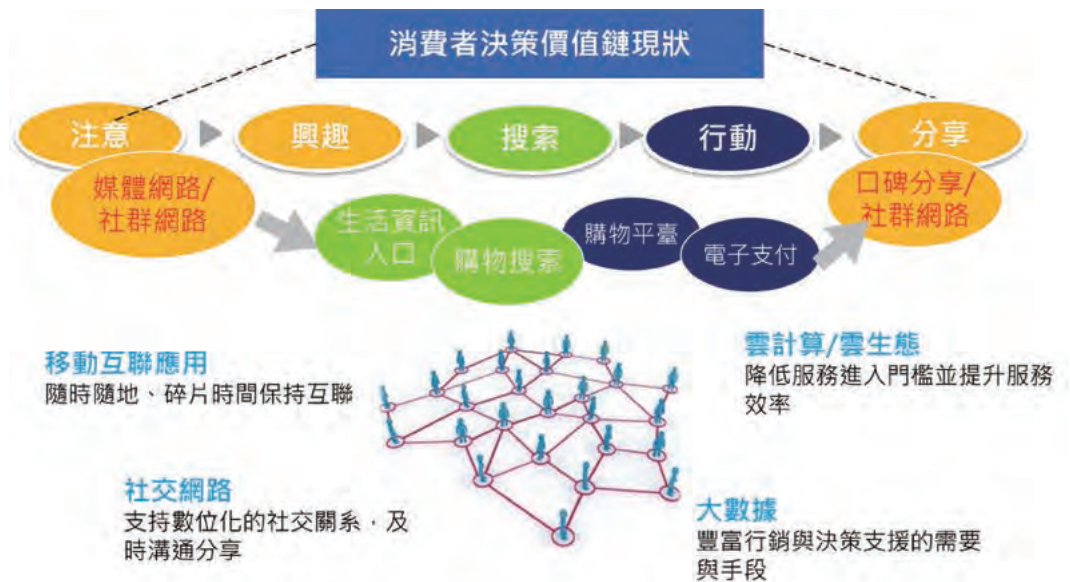 消費者決策價值鏈現狀
注意
興趣
搜索
行動
分享
媒體網路/
社群網路
生活資訊
人口
購物搜索
購物平臺
電子支付
口碑分享/
社群網路
移動互聯應用
隨時隨地、碎片時間保持互聯
雲計算/雲生態
降低服務進入門檻並提升服務
效率
社交網路
支持數位化的社交關系,及
時溝通分享
大數據
豐富行銷與決策支援的需要
與手段